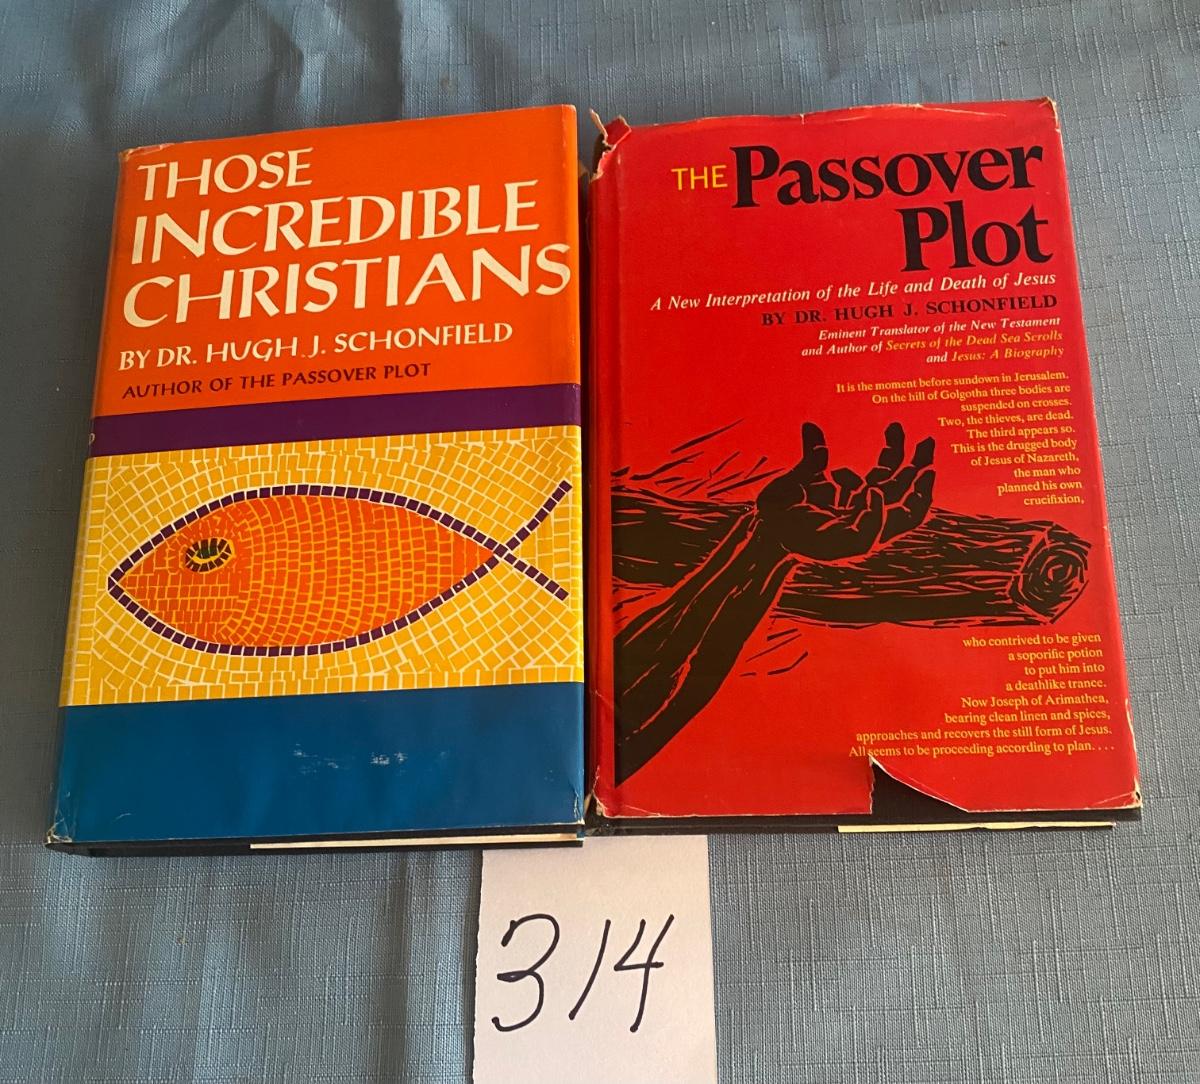 THOSE
INCREDIBLE
CHRISTIANS
BY DR. HUGH J. SCHONFIELD
AUTHOR OF THE PASSOVER PLOT
THE Passover
Plot
A New Interpretation of the Life and Death of Jesus
BY DR. HUGH J. SCHONFIELD
Eminent Translator of the New Testament
and Author of Secrets of the Dead Sea Scrolls
and Jesus: A Biography
It is the moment before sundown in Jerusalem.
On the hill of Golgotha three bodies are
suspended on crosses.
Two, the thieves, are dead.
The third appears so.
This is the drugged body
of Jesus of Nazareth,
the man who
planned his own
crucifixion,
who contrived to be given
a soporific potion
to put him into
a deathlike trance.
Now Joseph of Arimathea,
bearing clean linen and spices,
approaches and recovers the still form of Jesus.
All seems to be proceeding according to plan....
314